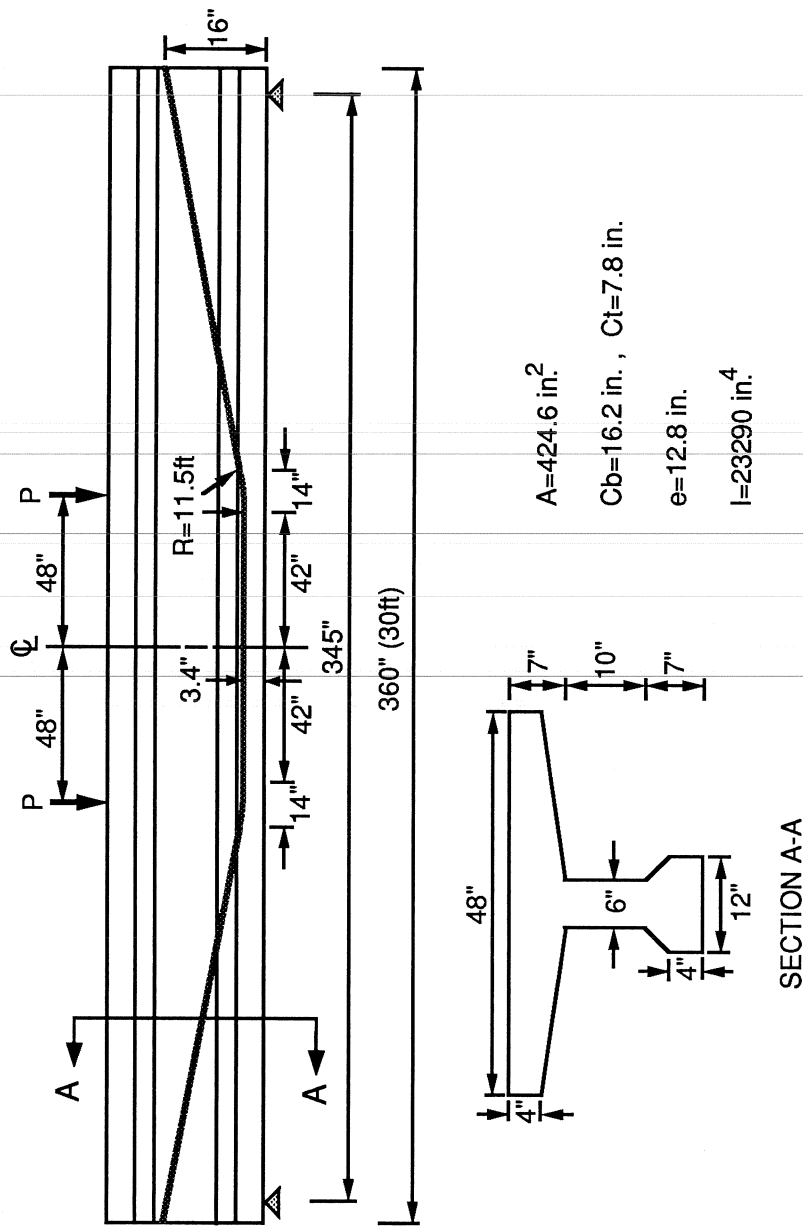 ℄
P
P
48"
48"
16"
R=11.5ft
3.4"
14"
42"
42"
14"
A
A
345"
360" (30ft)
48"
4"
7"
10"
7"
6"
4"
12"
SECTION A-A
A=424.6 in.²
Cb=16.2 in. , Ct=7.8 in.
e=12.8 in.
I=23290 in⁴